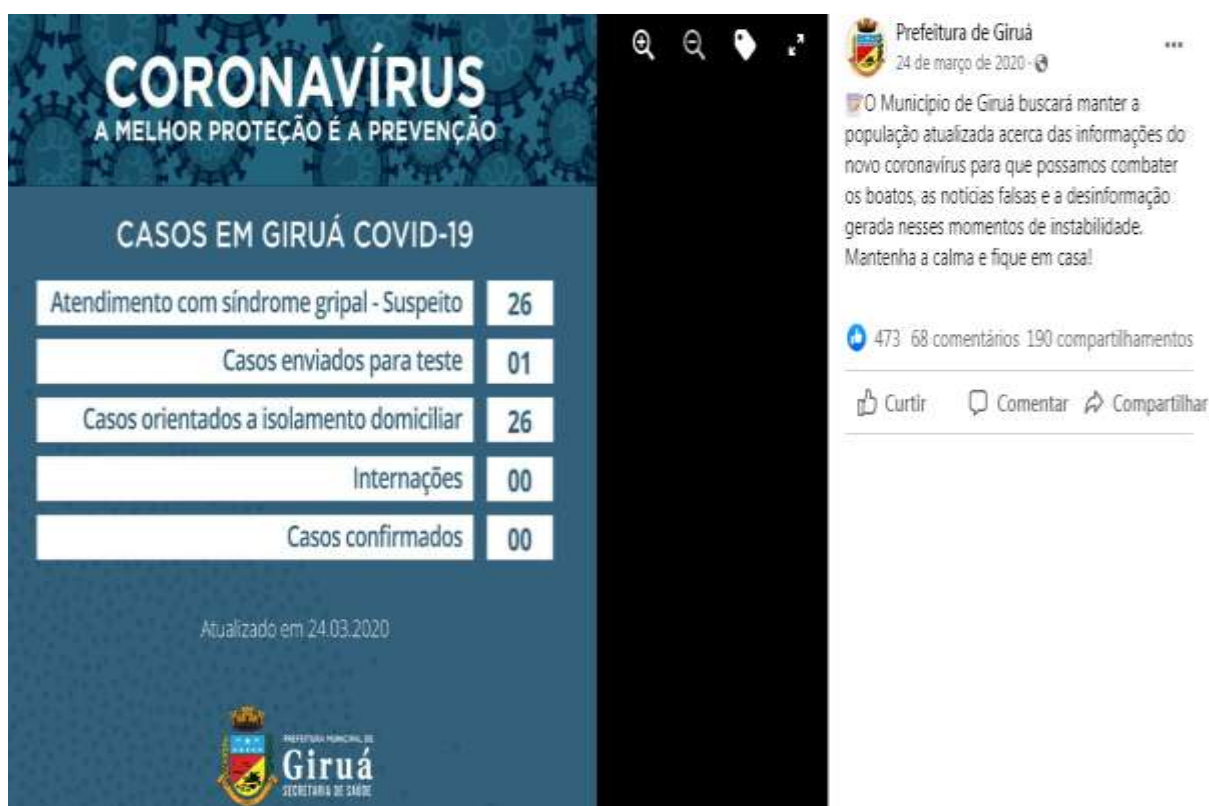 CORONAVÍRUS
A MELHOR PROTEÇÃO É A PREVENÇÃO
CASOS EM GIRUÁ COVID-19
Atendimento com síndrome gripal - Suspeito 26
Casos enviados para teste 01
Casos orientados a isolamento domiciliar 26
Internações 00
Casos confirmados 00
Atualizado em 24.03.2020
PREFEITURA MUNICIPAL DE
Giruá
SECRETARIA DE SAÚDE
Prefeitura de Giruá
24 de março de 2020
O Município de Giruá buscará manter a
população atualizada acerca das informações do
novo coronavírus para que possamos combater
os boatos, as notícias falsas e a desinformação
gerada nesses momentos de instabilidade.
Mantenha a calma e fique em casa!
473 68 comentários 190 compartilhamentos
Curtir Comentar Compartilhar